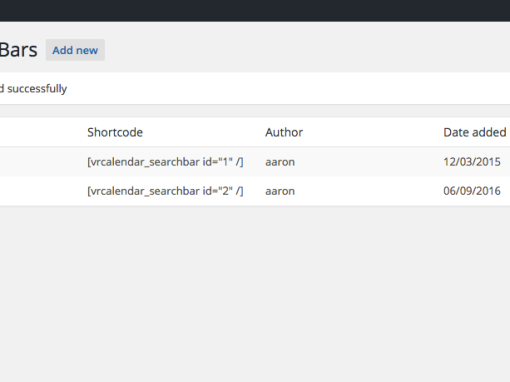 Bars Add new
d successfully
Shortcode Author Date added
[vrcalendar_searchbar id="1" /] aaron 12/03/2015
[vrcalendar_searchbar id="2" /] aaron 06/09/2016